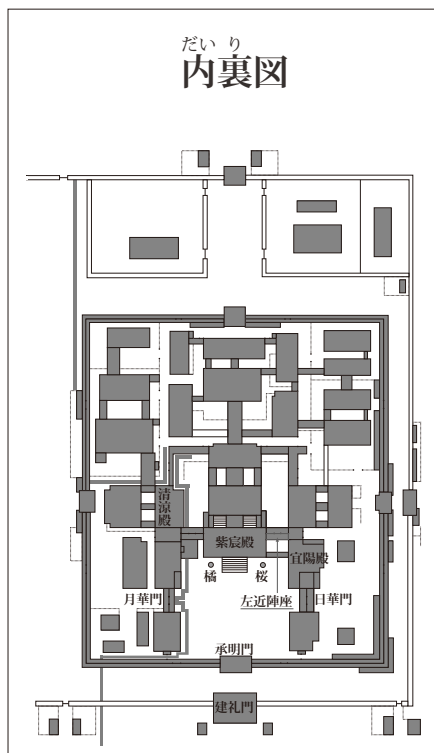 だいり
内裏図
清涼殿
紫宸殿
宜陽殿
橘
桜
月華門
左近陣座
日華門
承明門
建礼門